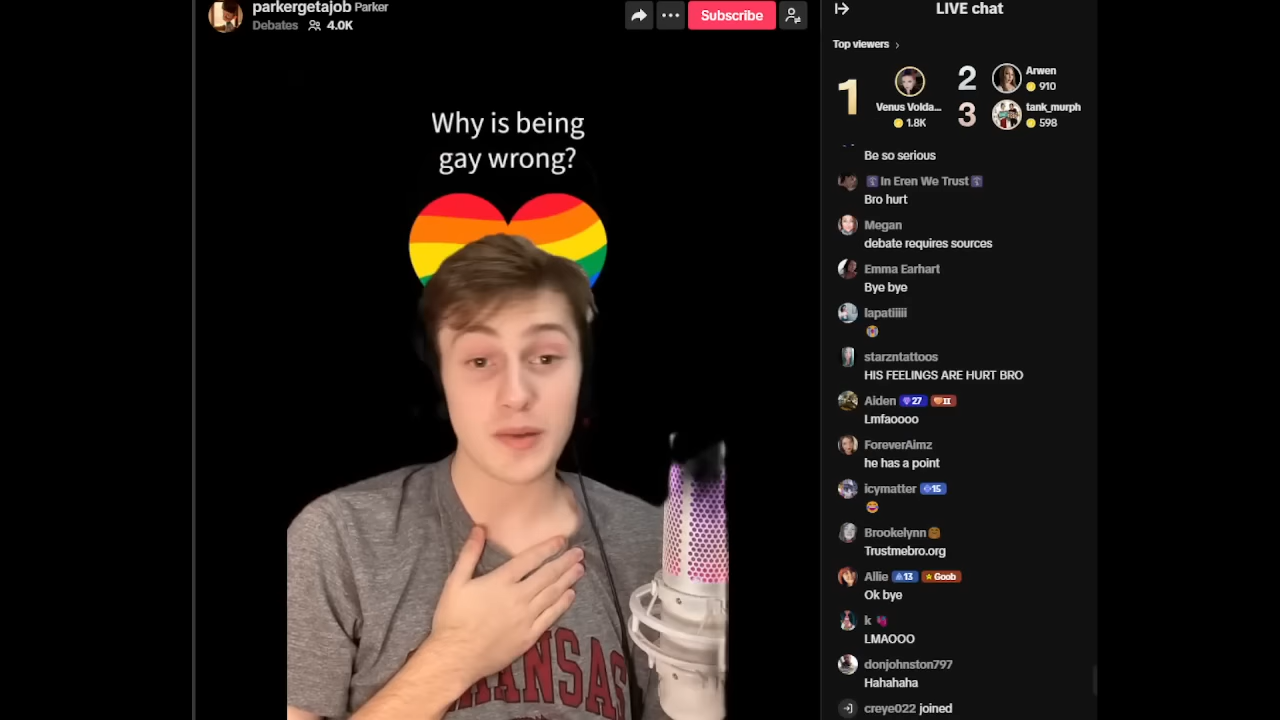 parkergetajob Parker
Debates 4.0K
Subscribe
Why is being
gay wrong?
KANSAS
LIVE chat
Top viewers
1
Venus Volda...
1.8K
2
Arwen
910
3
tank_murph
598
Be so serious
In Eren We Trust
Bro hurt
Megan
debate requires sources
Emma Earhart
Bye bye
lapatiiiii
starzntattoos
HIS FEELINGS ARE HURT BRO
Aiden 27 II
Lmfaoooo
ForeverAimz
he has a point
icymatter 15
Brookelynn
Trustmebro.org
Allie 13 Goob
Ok bye
k
LMAOOO
donjohnston797
Hahahaha
creye022 joined